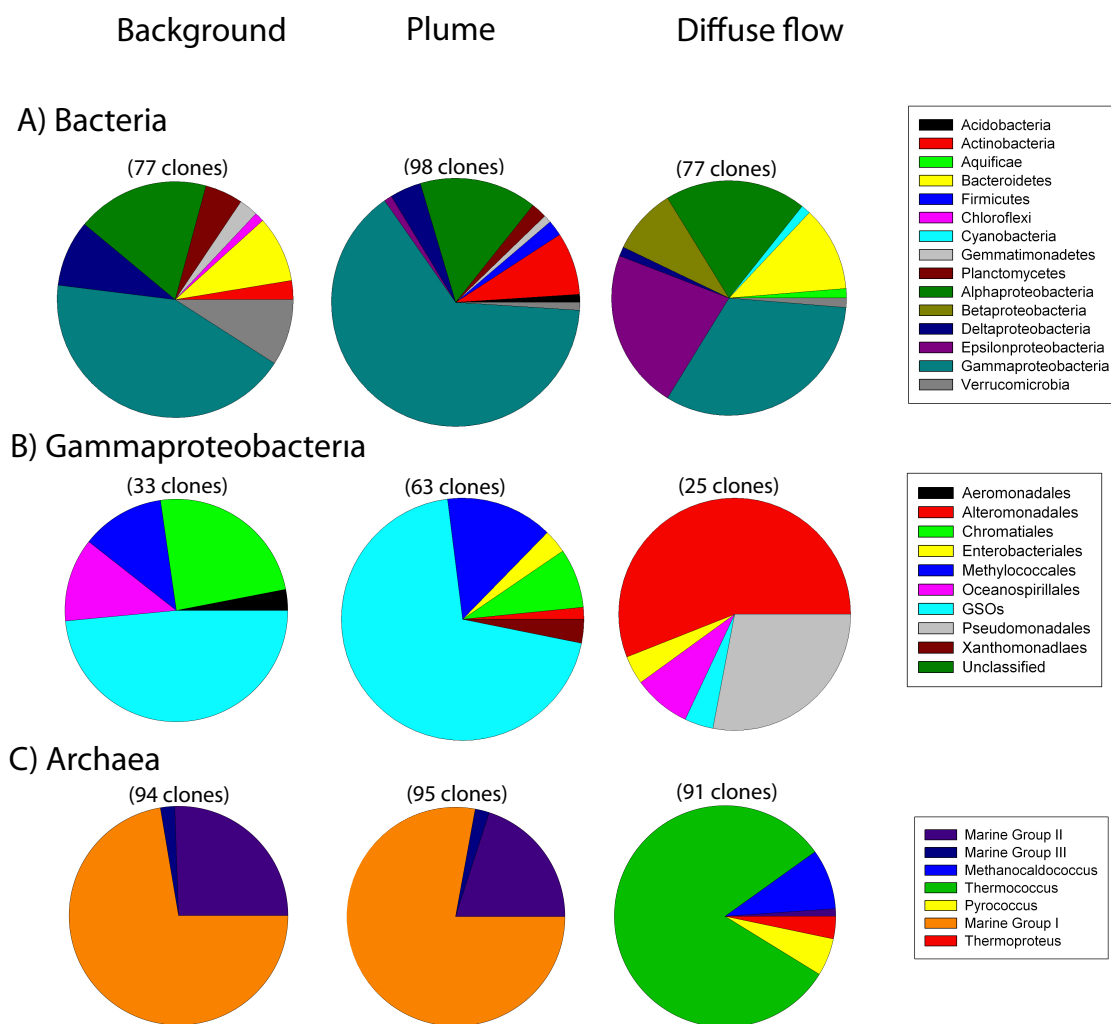 Background Plume Diffuse flow
A) Bacteria
(77 clones) (98 clones) (77 clones)
Acidobacteria
Actinobacteria
Aquificae
Bacteroidetes
Firmicutes
Chloroflexi
Cyanobacteria
Gemmatimonadetes
Planctomycetes
Alphaproteobacteria
Betaproteobacteria
Deltaproteobacteria
Epsilonproteobacteria
Gammaproteobacteria
Verrucomicrobia
B) Gammaproteobacterıa
(33 clones) (63 clones) (25 clones)
Aeromonadales
Alteromonadales
Chromatiales
Enterobacteriales
Methylococcales
Oceanospirillales
GSOs
Pseudomonadales
Xanthomonadlaes
Unclassified
C) Archaea
(94 clones) (95 clones) (91 clones)
Marine Group II
Marine Group III
Methanocaldococcus
Thermococcus
Pyrococcus
Marine Group I
Thermoproteus